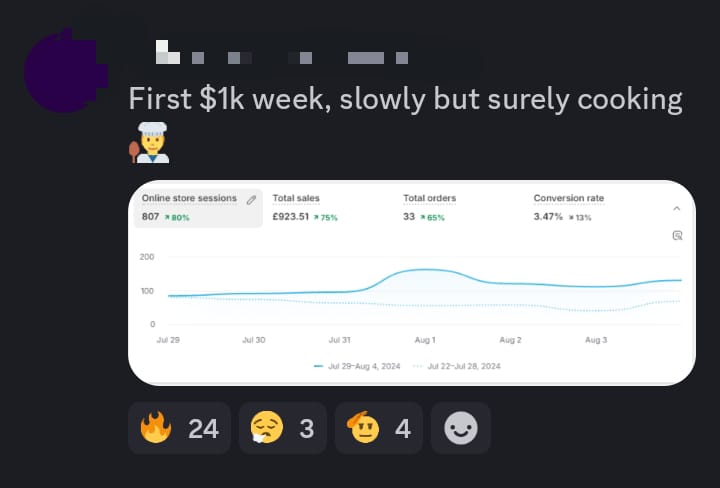 First $1k week, slowly but surely cooking
Online store sessions Total sales Total orders Conversion rate
807 ↗ 80% £923.51 ↗ 75% 33 ↗ 65% 3.47% ↗ 13%
200
100
0
Jul 29 Jul 30 Jul 31 Aug 1 Aug 2 Aug 3
Jul 29–Aug 4, 2024 Jul 22–Jul 28, 2024
24 3 4